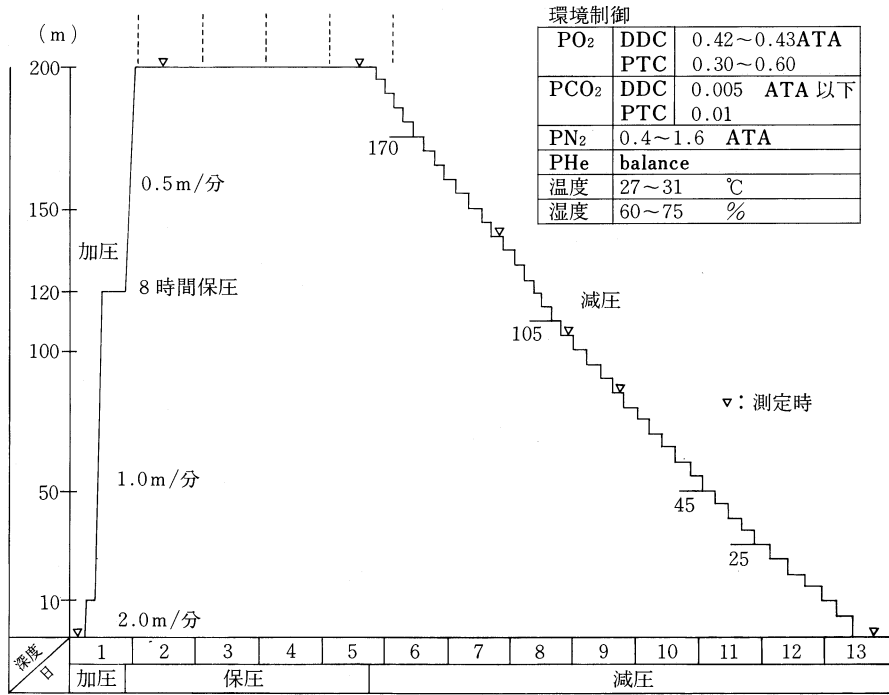 (m)
200
150
120
100
50
10
環境制御
PO₂ DDC 0.42～0.43ATA
PTC 0.30～0.60
PCO₂ DDC 0.005 ATA 以下
PTC 0.01
PN₂ 0.4～1.6 ATA
PHe balance
温度 27～31 ℃
湿度 60～75 %
170
0.5m/分
加圧
8時間保圧
減圧
105
▽：測定時
1.0m/分
45
25
2.0m/分
深度
日
1 2 3 4 5 6 7 8 9 10 11 12 13
加圧 保圧 減圧